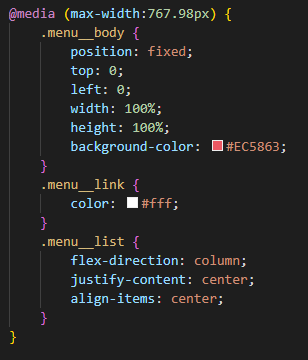 @media (max-width:767.98px) {
.menu__body {
position: fixed;
top: 0;
left: 0;
width: 100%;
height: 100%;
background-color: #EC5863;
}
.menu__link {
color: #fff;
}
.menu__list {
flex-direction: column;
justify-content: center;
align-items: center;
}
}